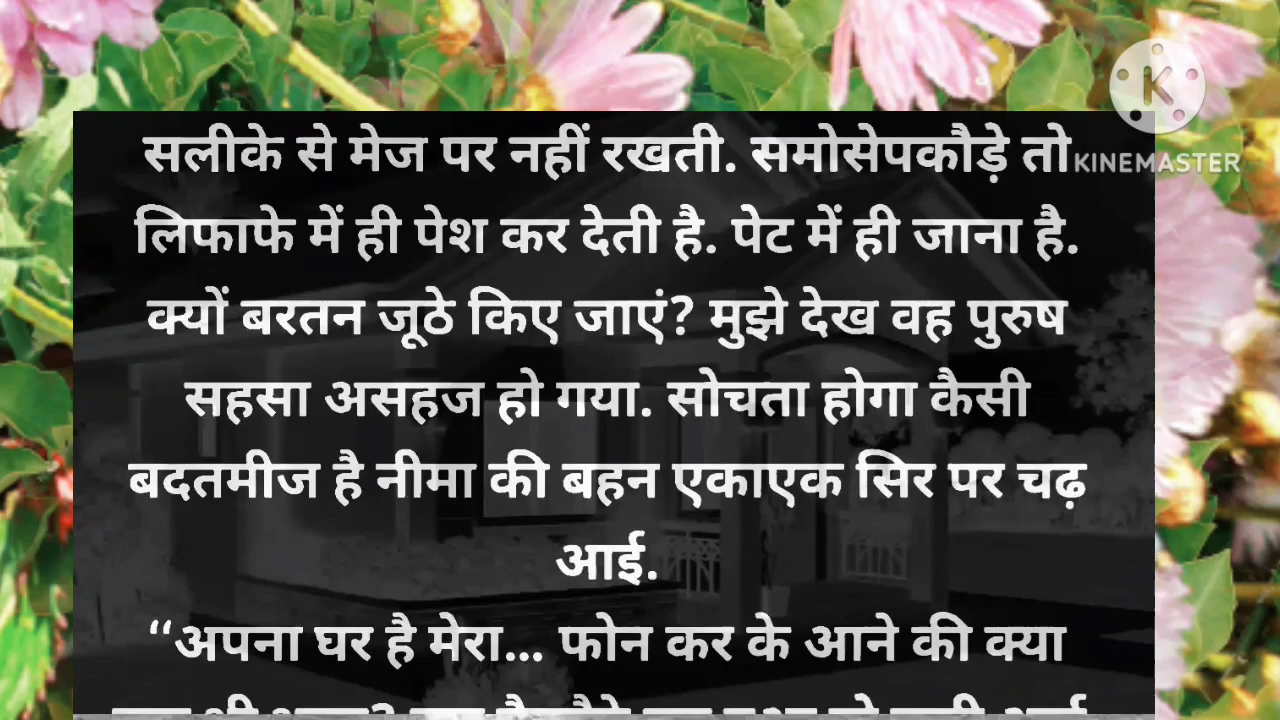 सलीके से मेज पर नहीं रखती. समोसेपकौड़े तो
लिफाफे में ही पेश कर देती है. पेट में ही जाना है.
क्यों बरतन जूठे किए जाएं? मुझे देख वह पुरुष
सहसा असहज हो गया. सोचता होगा कैसी
बदतमीज है नीमा की बहन एकाएक सिर पर चढ़
आई.
“अपना घर है मेरा... फोन कर के आने की क्या
K
KINEMASTER